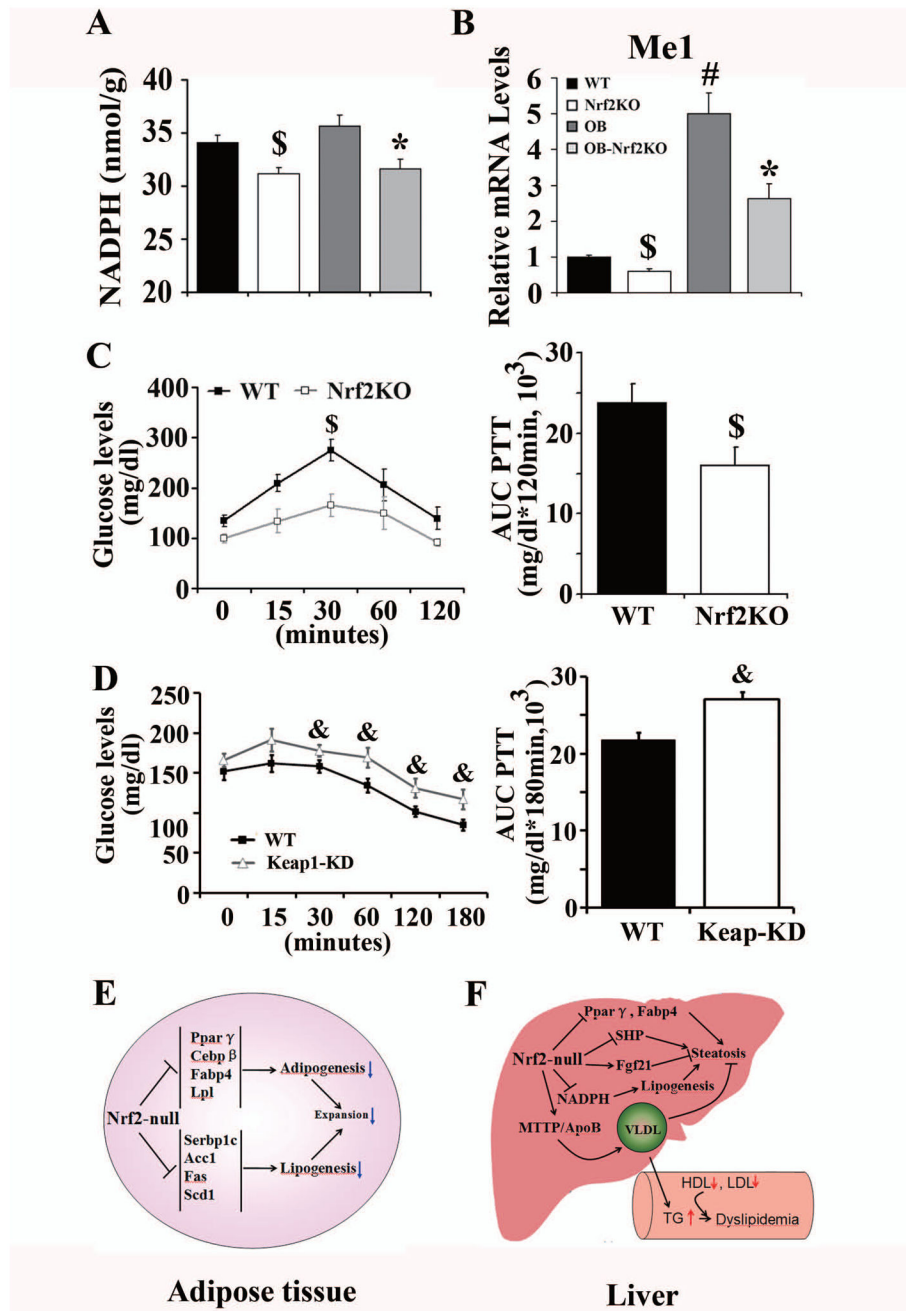 A
NADPH (nmol/g)
40
35
30
25
20
$
*
B
Me1
Relative mRNA Levels
6
5
4
3
2
1
0
WT
Nrf2KO
OB
OB-Nrf2KO
$
#
*
C
WT
Nrf2KO
Glucose levels
(mg/dl)
400
300
200
100
0
$
0 15 30 60 120
(minutes)
AUC PTT
(mg/dl*120min, 10³)
30
20
10
0
$
WT Nrf2KO
D
Glucose levels
(mg/dl)
250
200
150
100
50
0
& & & &
WT
Keap1-KD
0 15 30 60 120 180
(minutes)
AUC PTT
(mg/dl*180min,10³)
30
20
10
0
&
WT Keap-KD
E
Nrf2-null
Ppar γ
Cebp β
Fabp4
Lpl
Adipogenesis↓
Expansion↓
Serbp1c
Acc1
Fas
Scd1
Lipogenesis↓
Adipose tissue
F
Ppar γ , Fabp4
SHP
Nrf2-null
Fgf21
Steatosis
NADPH
Lipogenesis
MTTP/ApoB
VLDL
HDL↓, LDL↓
TG ↑
Dyslipidemia
Liver